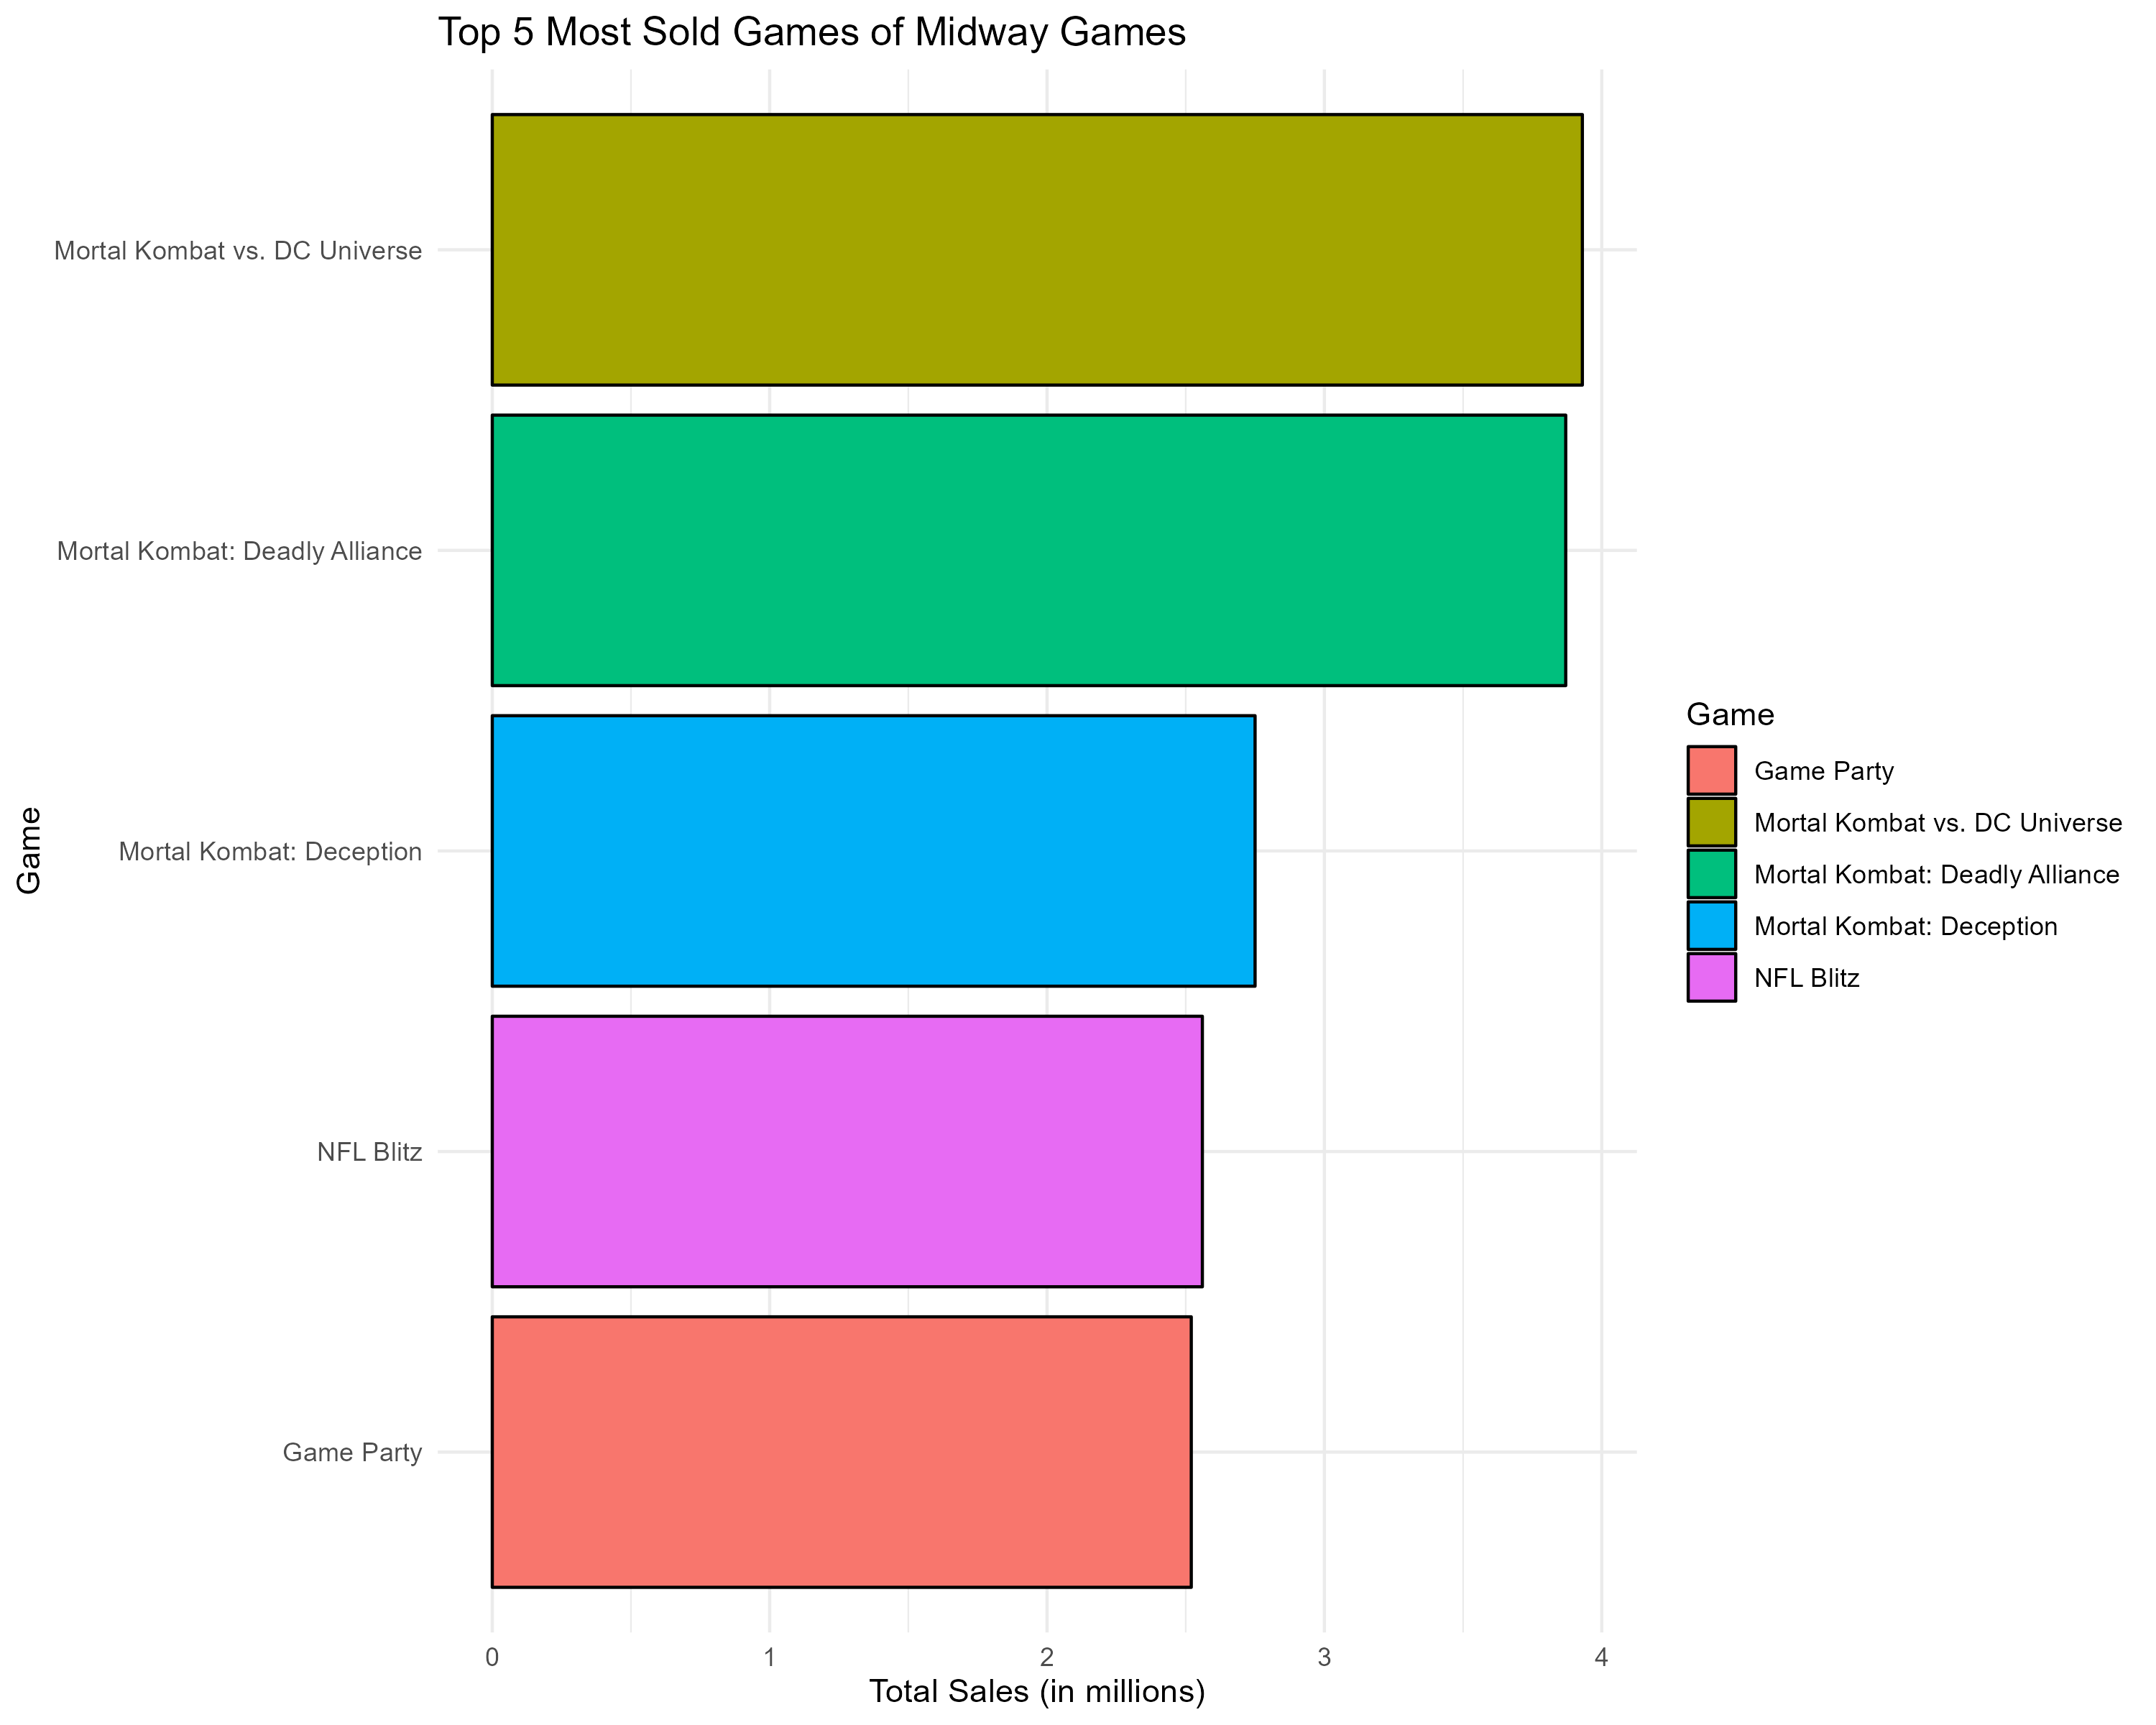 Top 5 Most Sold Games of Midway Games
Game
Mortal Kombat vs. DC Universe
Mortal Kombat: Deadly Alliance
Mortal Kombat: Deception
NFL Blitz
Game Party
0 1 2 3 4
Total Sales (in millions)
Game
Game Party
Mortal Kombat vs. DC Universe
Mortal Kombat: Deadly Alliance
Mortal Kombat: Deception
NFL Blitz